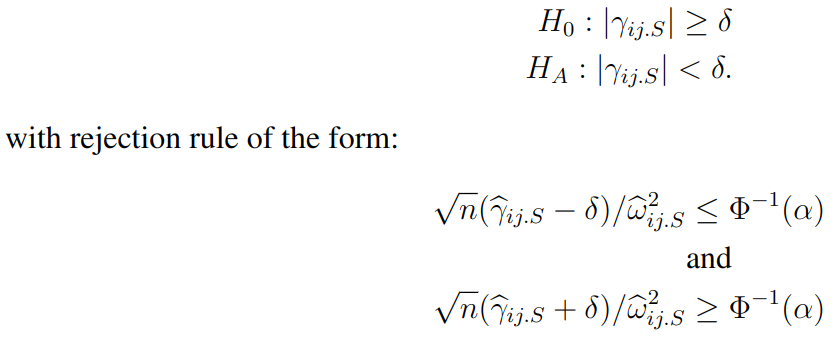 H₀ : |γ_{ij.S}| ≥ δ
H_A : |γ_{ij.S}| < δ.
with rejection rule of the form:
√n(γ̂_{ij.S} − δ)/ω̂²_{ij.S} ≤ Φ⁻¹(α)
and
√n(γ̂_{ij.S} + δ)/ω̂²_{ij.S} ≥ Φ⁻¹(α)